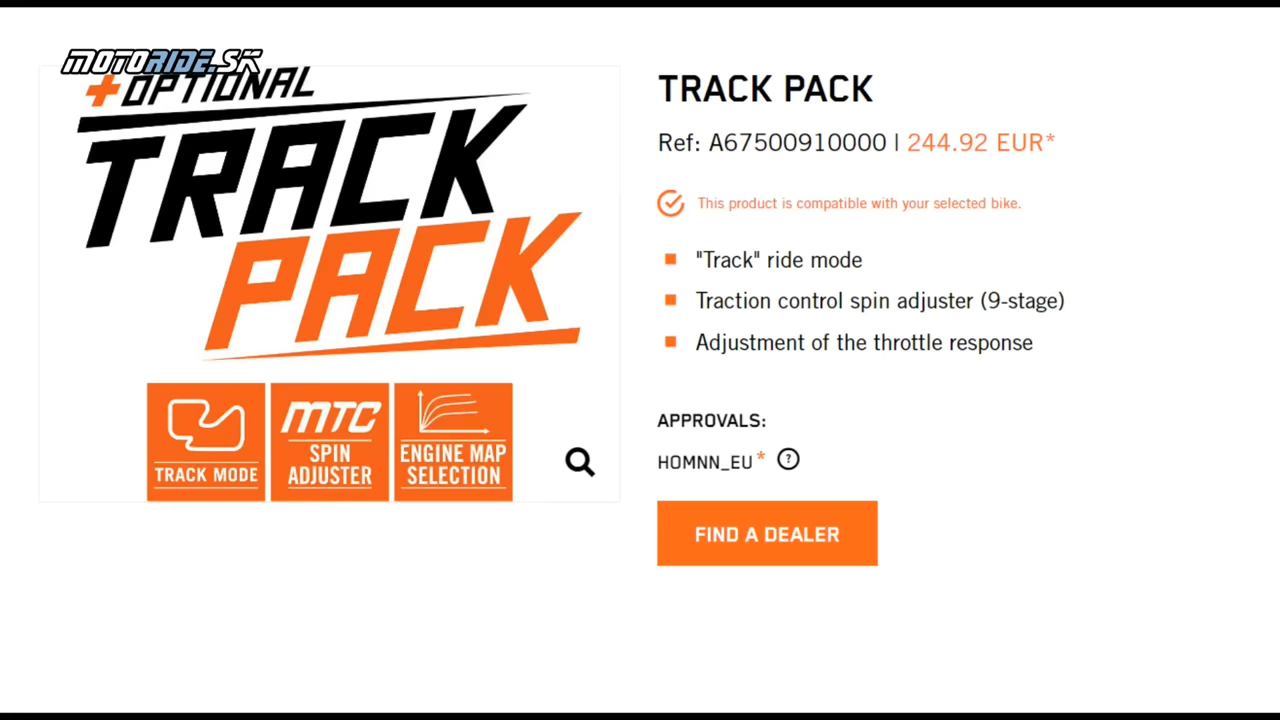 MOTORIDE.SK
+OPTIONAL
TRACK
PACK
TRACK MODE
MTC
SPIN
ADJUSTER
ENGINE MAP
SELECTION
TRACK PACK
Ref: A67500910000 | 244.92 EUR*
This product is compatible with your selected bike.
"Track" ride mode
Traction control spin adjuster (9-stage)
Adjustment of the throttle response
APPROVALS:
HOMNN_EU * ?
FIND A DEALER